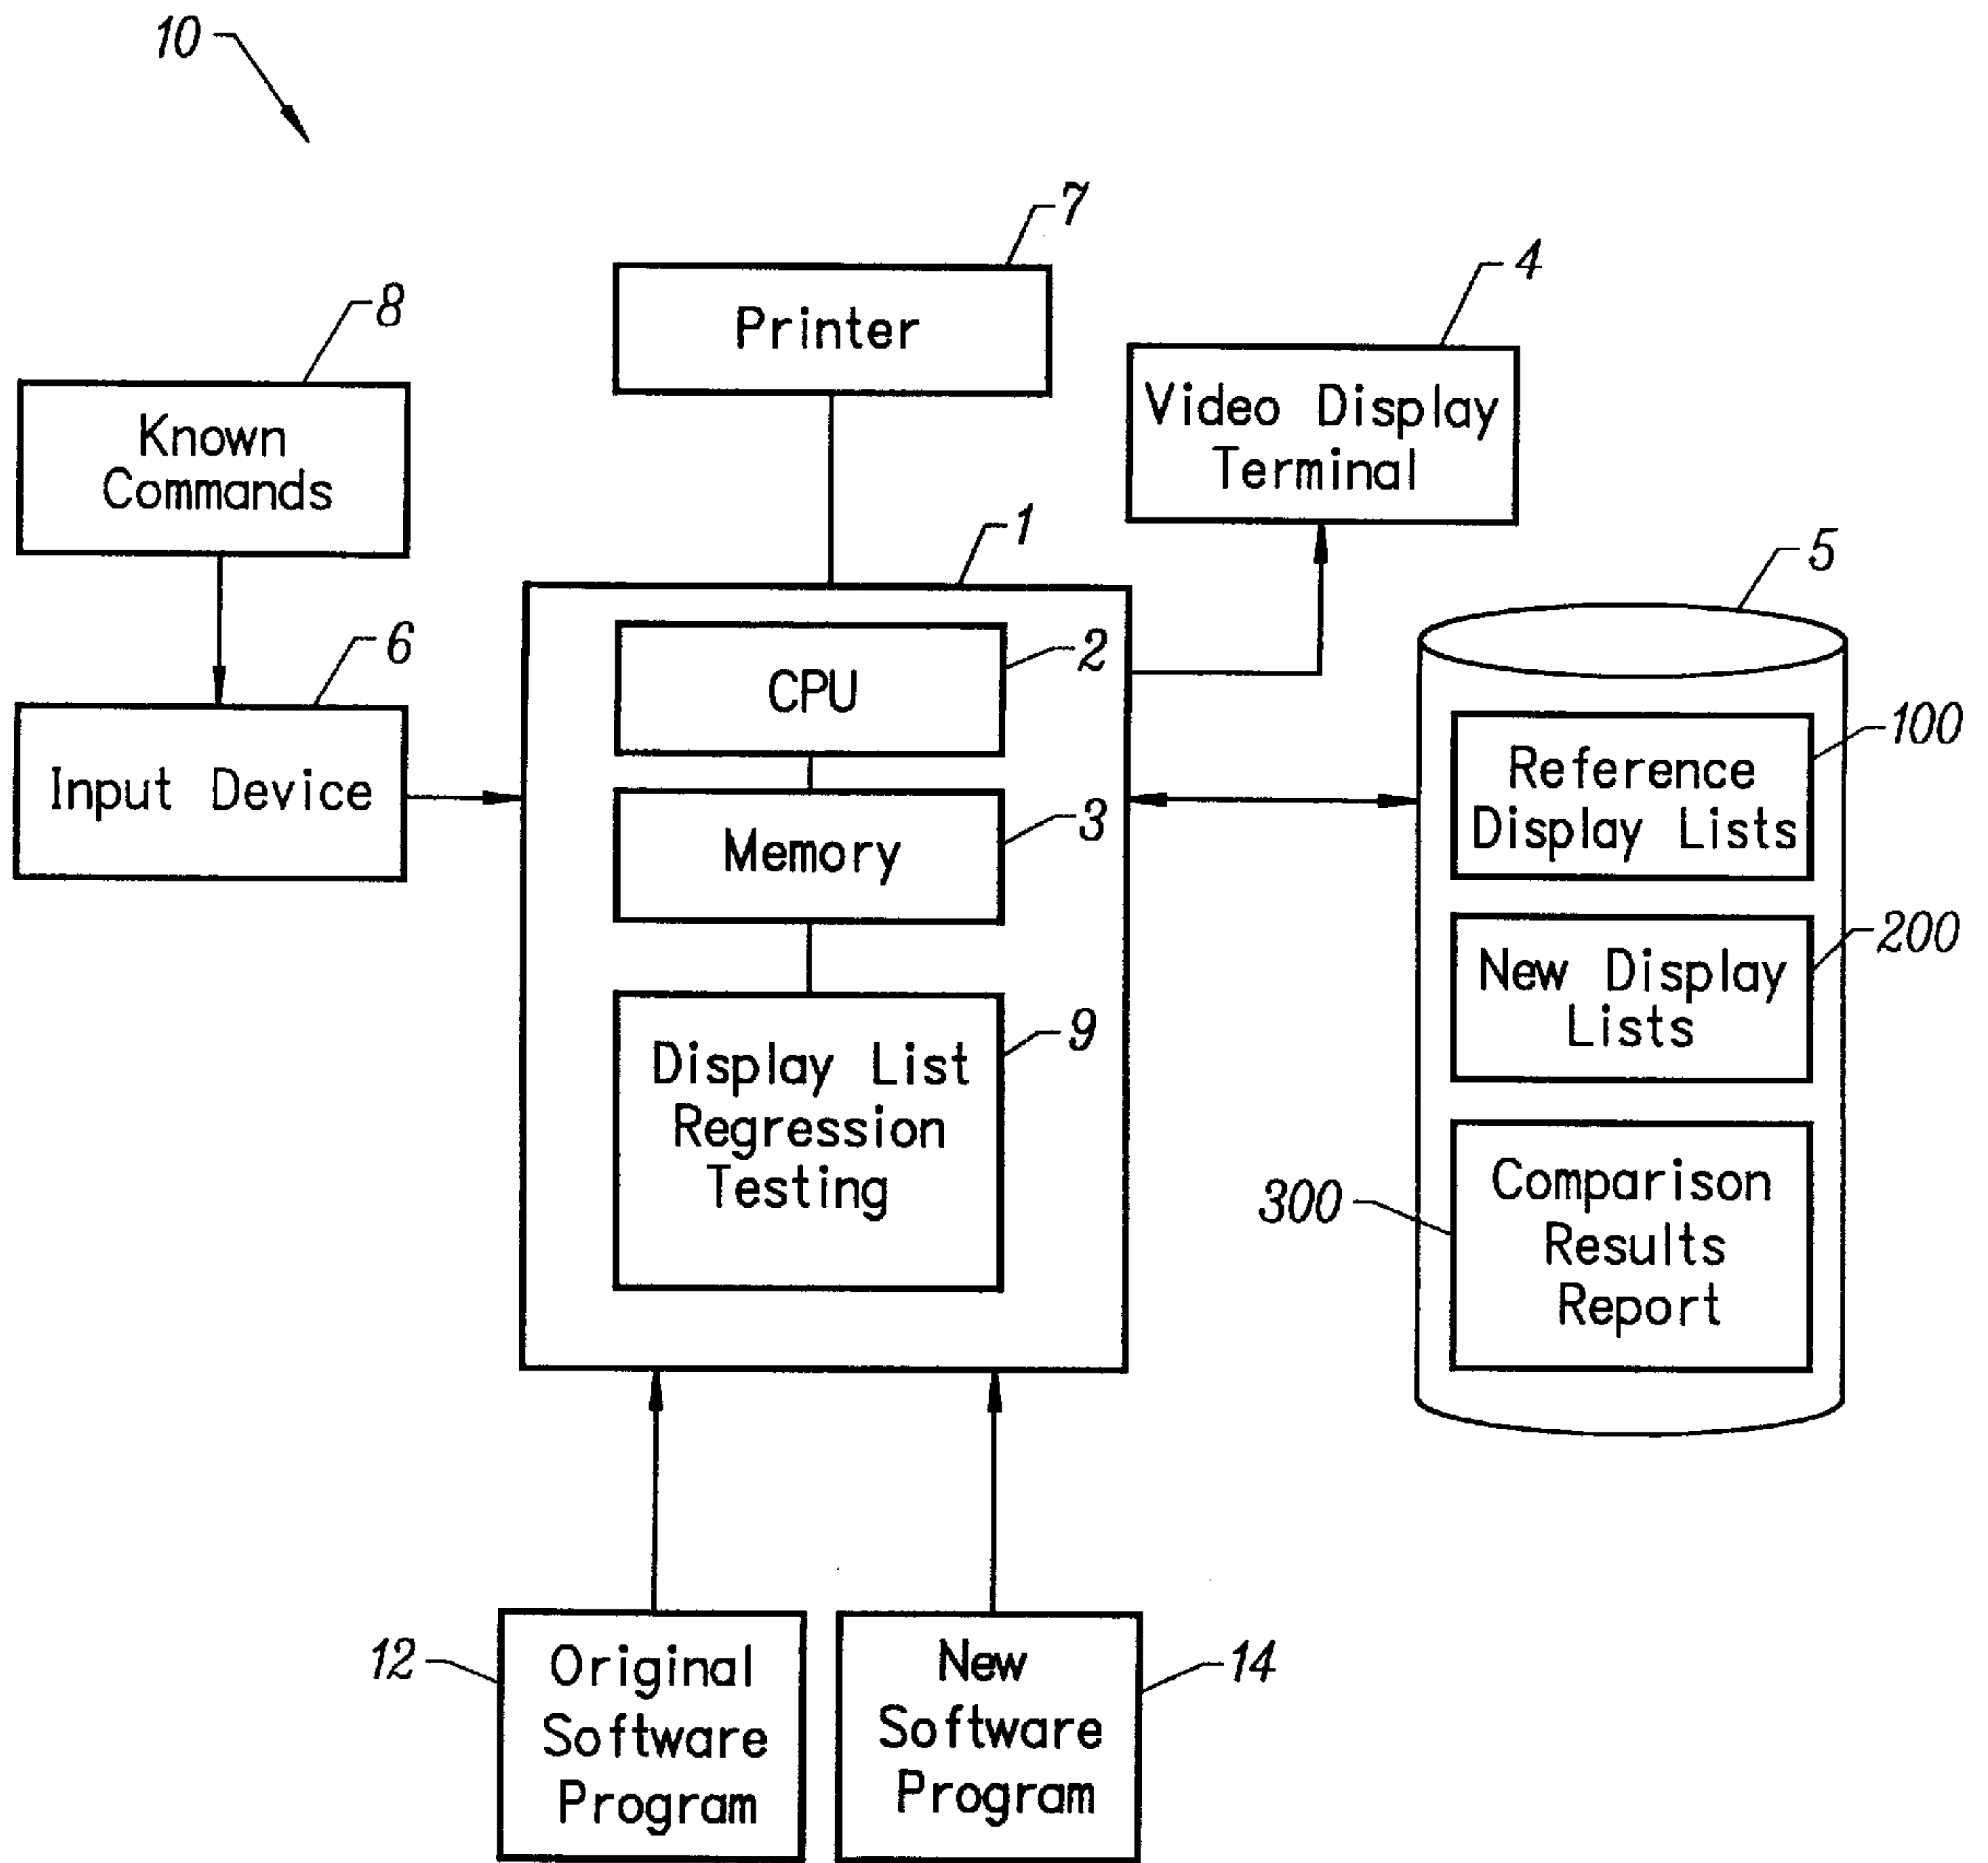 10
7
Printer
4
Video Display
Terminal
8
Known
Commands
1
5
6
Input Device
2
CPU
3
Memory
9
Display List
Regression
Testing
100
Reference
Display Lists
200
New Display
Lists
300
Comparison
Results
Report
12
Original
Software
Program
14
New
Software
Program